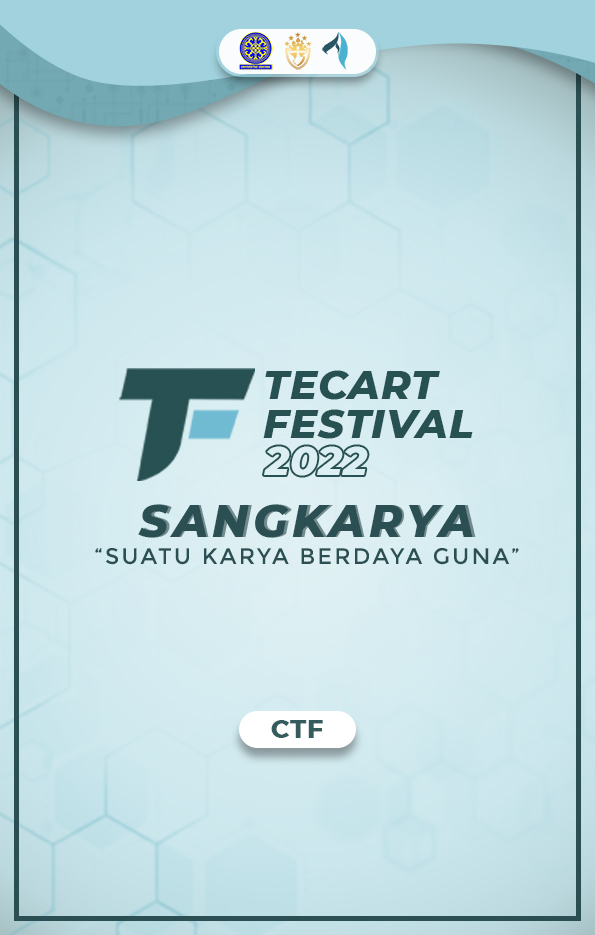 TECART
FESTIVAL
2022
SANGKARYA
“SUATU KARYA BERDAYA GUNA”
CTF